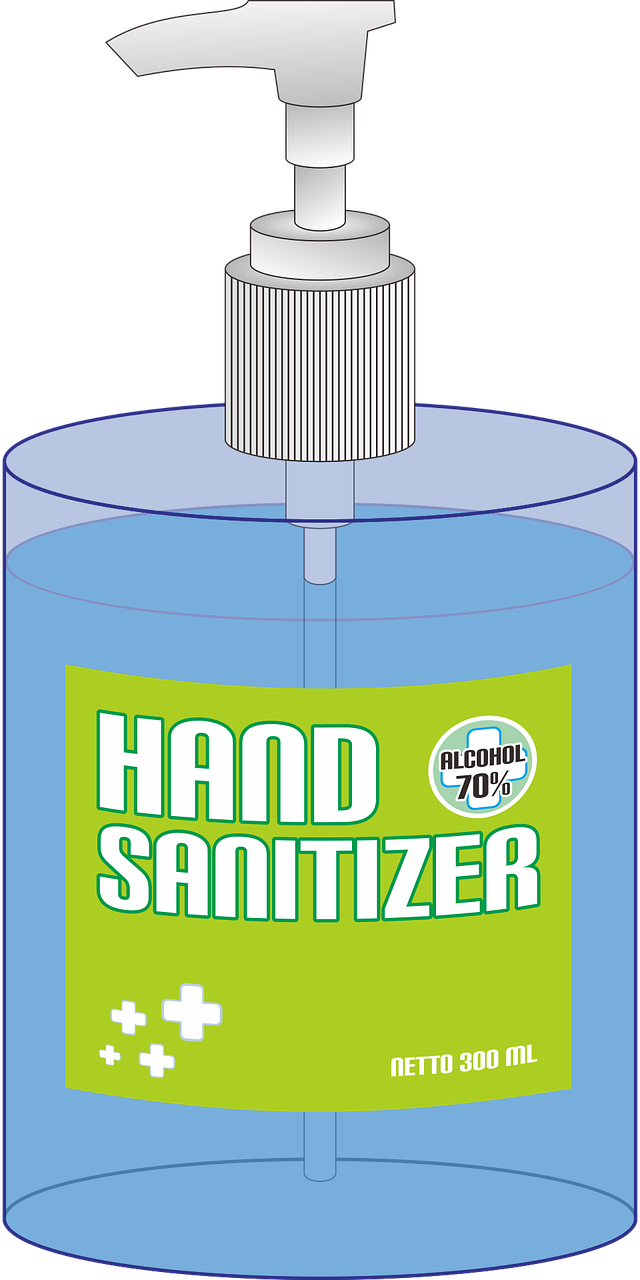 HAND
ALCOHOL
70%
SANITIZER
NETTO 300 ML